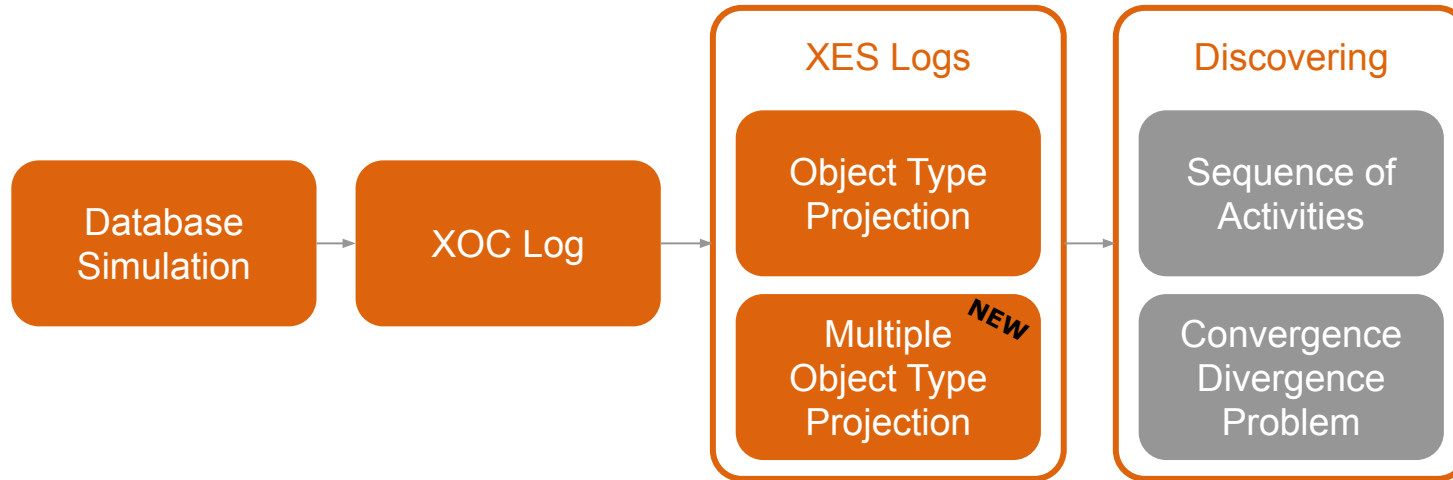 Database
Simulation
XOC Log
XES Logs
Object Type
Projection
NEW
Multiple
Object Type
Projection
Discovering
Sequence of
Activities
Convergence
Divergence
Problem